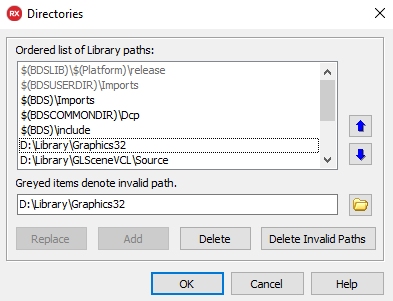 RX Directories
Ordered list of Library paths:
$(BDSLIB)\$(Platform)\release
$(BDSUSERDIR)\Imports
$(BDS)\Imports
$(BDSCOMMONDIR)\Dcp
$(BDS)\include
D:\Library\Graphics32
D:\Library\GLSceneVCL\Source
Greyed items denote invalid path.
D:\Library\Graphics32
Replace Add Delete Delete Invalid Paths
OK Cancel Help